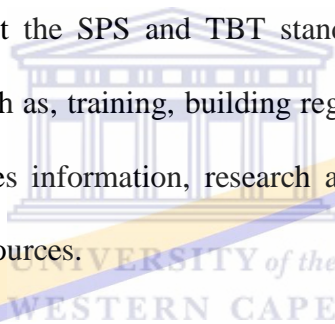 t the SPS and TBT stand
h as, training, building reg
es information, research a
ources.
UNIVERSITY of the
WESTERN CAPE